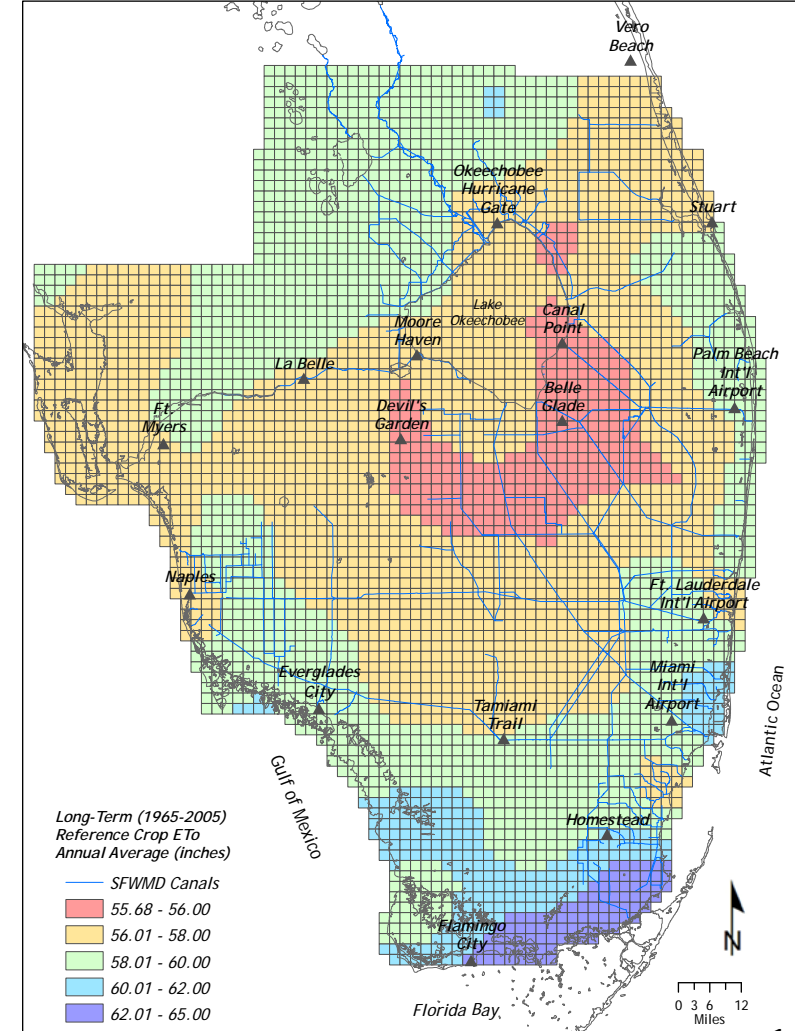 Vero
Beach
Okeechobee
Hurricane
Gate
Stuart
Lake
Okeechobee
Canal
Point
Moore
Haven
Palm Beach
Int'l
Airport
La Belle
Belle
Glade
Devil's
Garden
Ft.
Myers
Naples
Ft. Lauderdale
Int'l Airport
Everglades
City
Miami
Int'l
Airport
Tamiami
Trail
Atlantic Ocean
Gulf of Mexico
Homestead
Long-Term (1965-2005)
Reference Crop ETo
Annual Average (inches)
SFWMD Canals
55.68 - 56.00
56.01 - 58.00
58.01 - 60.00
60.01 - 62.00
62.01 - 65.00
Flamingo
City
Florida Bay
N
0 3 6 12
Miles